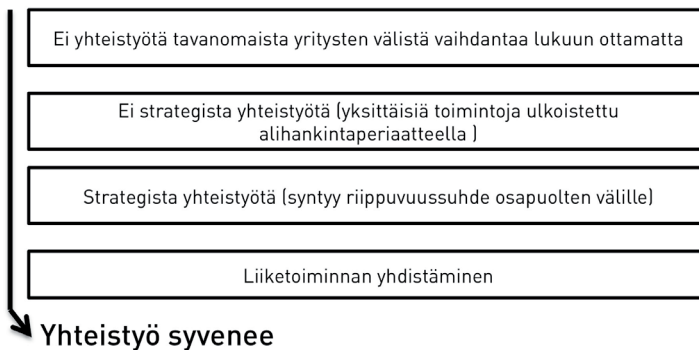 Ei yhteistyötä tavanomaista yritysten välistä vaihdantaa lukuun ottamatta
Ei strategista yhteistyötä (yksittäisiä toimintoja ulkoistettu
alihankintaperiaatteella )
Strategista yhteistyötä (syntyy riippuvuussuhde osapuolten välille)
Liiketoiminnan yhdistäminen
Yhteistyö syvenee